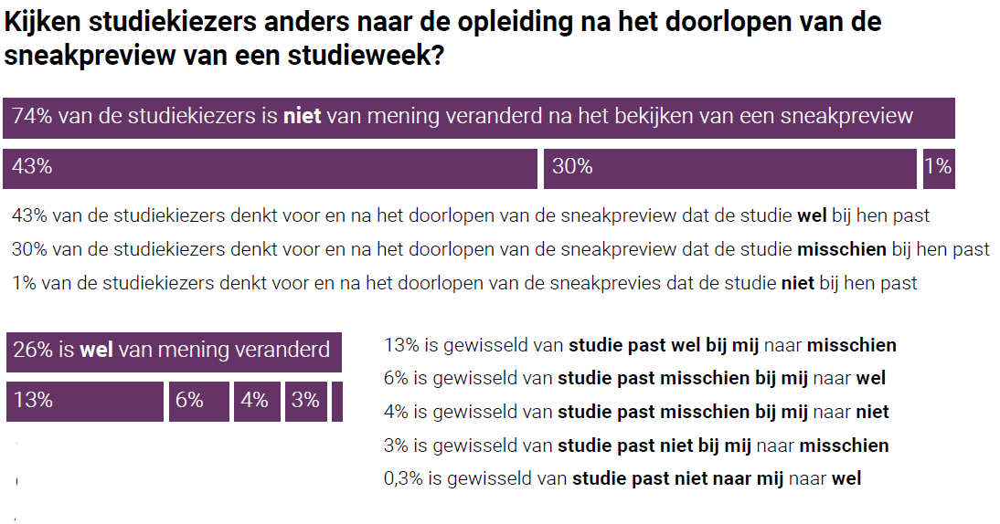 Kijken studiekiezers anders naar de opleiding na het doorlopen van de
sneakpreview van een studieweek?
74% van de studiekiezers is niet van mening veranderd na het bekijken van een sneakpreview
43% 30% 1%
43% van de studiekiezers denkt voor en na het doorlopen van de sneakpreview dat de studie wel bij hen past
30% van de studiekiezers denkt voor en na het doorlopen van de sneakpreview dat de studie misschien bij hen past
1% van de studiekiezers denkt voor en na het doorlopen van de sneakprevies dat de studie niet bij hen past
26% is wel van mening veranderd
13% 6% 4% 3%
13% is gewisseld van studie past wel bij mij naar misschien
6% is gewisseld van studie past misschien bij mij naar wel
4% is gewisseld van studie past misschien bij mij naar niet
3% is gewisseld van studie past niet bij mij naar misschien
0,3% is gewisseld van studie past niet naar mij naar wel